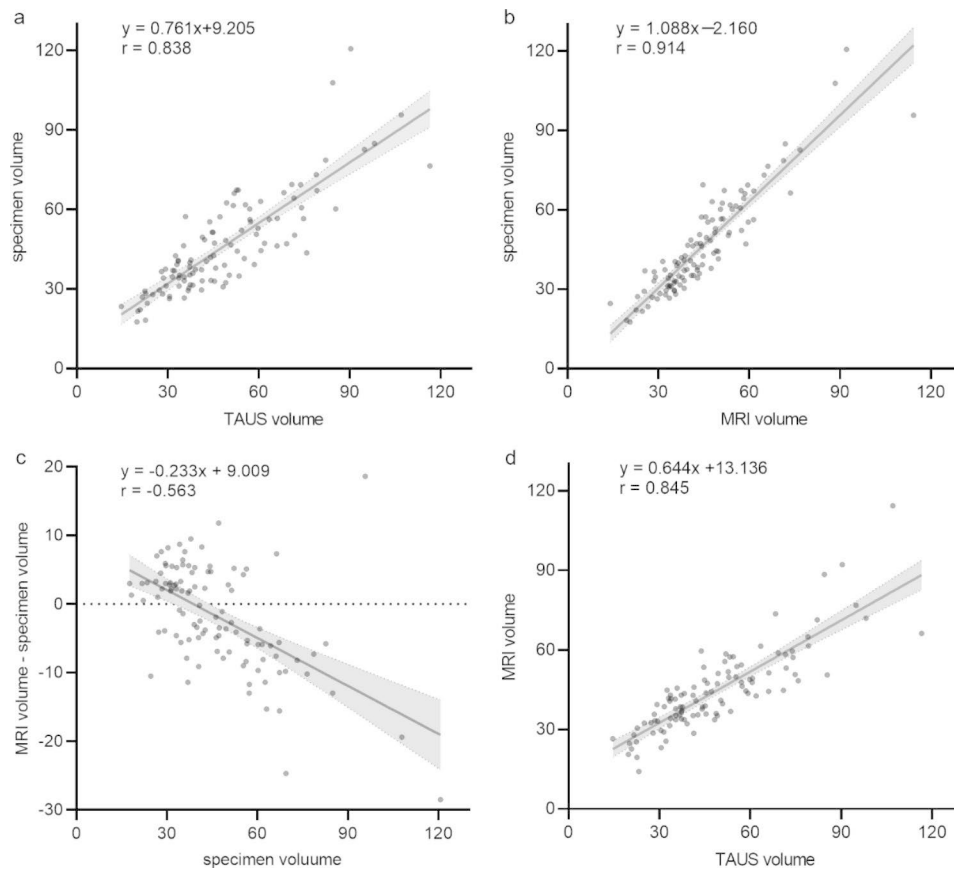 a
y = 0.761x+9.205
r = 0.838
120
90
60
30
0
specimen volume
0 30 60 90 120
TAUS volume
b
y = 1.088x−2.160
r = 0.914
120
90
60
30
0
specimen volume
0 30 60 90 120
MRI volume
c
y = -0.233x + 9.009
r = -0.563
20
10
0
-10
-20
-30
MRI volume - specimen volume
0 30 60 90 120
specimen voluume
d
y = 0.644x +13.136
r = 0.845
120
90
60
30
0
MRI volume
0 30 60 90 120
TAUS volume